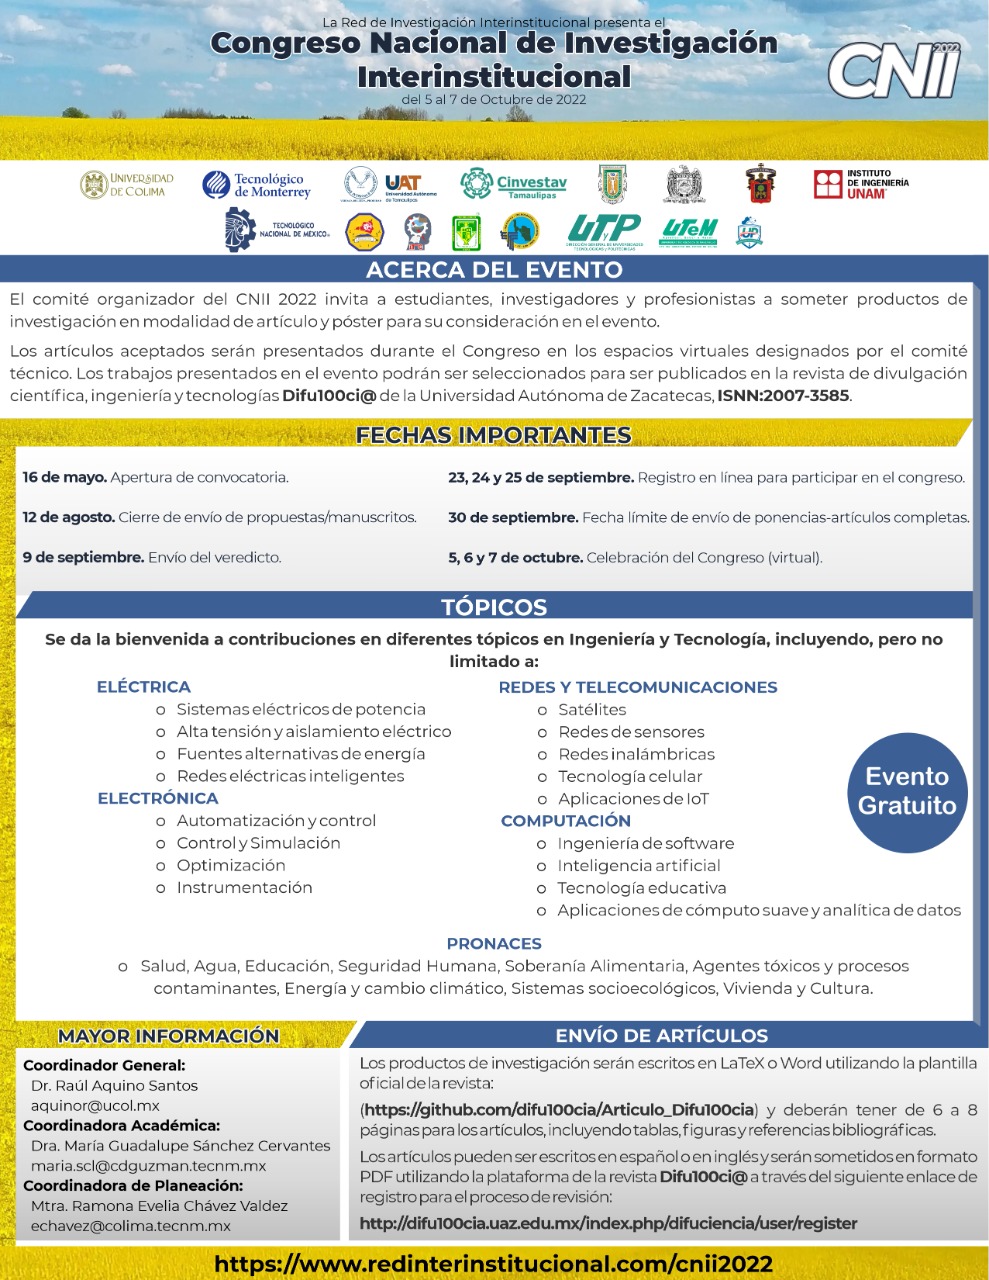 La Red de Investigación Interinstitucional presenta el
Congreso Nacional de Investigación
Interinstitucional
del 5 al 7 de Octubre de 2022
CNII 2022
UNIVERSIDAD
DE COLIMA
Tecnológico
de Monterrey
UAT
Universidad Autónoma
de Tamaulipas
Cinvestav
Tamaulipas
INSTITUTO
DE INGENIERÍA
UNAM
TECNOLÓGICO
NACIONAL DE MÉXICO
UTyP
UTeM
UP
ACERCA DEL EVENTO
El comité organizador del CNII 2022 invita a estudiantes, investigadores y profesionistas a someter productos de
investigación en modalidad de artículo y póster para su consideración en el evento.
Los artículos aceptados serán presentados durante el Congreso en los espacios virtuales designados por el comité
técnico. Los trabajos presentados en el evento podrán ser seleccionados para ser publicados en la revista de divulgación
científica, ingeniería y tecnologías Difu100ci@ de la Universidad Autónoma de Zacatecas, ISNN:2007-3585.
FECHAS IMPORTANTES
16 de mayo. Apertura de convocatoria.
12 de agosto. Cierre de envío de propuestas/manuscritos.
9 de septiembre. Envío del veredicto.
23, 24 y 25 de septiembre. Registro en línea para participar en el congreso.
30 de septiembre. Fecha límite de envío de ponencias-artículos completas.
5, 6 y 7 de octubre. Celebración del Congreso (virtual).
TÓPICOS
Se da la bienvenida a contribuciones en diferentes tópicos en Ingeniería y Tecnología, incluyendo, pero no
limitado a:
ELÉCTRICA
o Sistemas eléctricos de potencia
o Alta tensión y aislamiento eléctrico
o Fuentes alternativas de energía
o Redes eléctricas inteligentes
ELECTRÓNICA
o Automatización y control
o Control y Simulación
o Optimización
o Instrumentación
REDES Y TELECOMUNICACIONES
o Satélites
o Redes de sensores
o Redes inalámbricas
o Tecnología celular
o Aplicaciones de IoT
COMPUTACIÓN
o Ingeniería de software
o Inteligencia artificial
o Tecnología educativa
o Aplicaciones de cómputo suave y analítica de datos
Evento
Gratuito
PRONACES
o Salud, Agua, Educación, Seguridad Humana, Soberanía Alimentaria, Agentes tóxicos y procesos
contaminantes, Energía y cambio climático, Sistemas socioecológicos, Vivienda y Cultura.
MAYOR INFORMACIÓN
Coordinador General:
Dr. Raúl Aquino Santos
aquinor@ucol.mx
Coordinadora Académica:
Dra. María Guadalupe Sánchez Cervantes
maria.scl@cdguzman.tecnm.mx
Coordinadora de Planeación:
Mtra. Ramona Evelia Chávez Valdez
echavez@colima.tecnm.mx
ENVÍO DE ARTÍCULOS
Los productos de investigación serán escritos en LaTeX o Word utilizando la plantilla
oficial de la revista:
(https://github.com/difu100cia/Articulo_Difu100cia) y deberán tener de 6 a 8
páginas para los artículos, incluyendo tablas, figuras y referencias bibliográficas.
Los artículos pueden ser escritos en español o en inglés y serán sometidos en formato
PDF utilizando la plataforma de la revista Difu100ci@ a través del siguiente enlace de
registro para el proceso de revisión:
http://difu100cia.uaz.edu.mx/index.php/difuciencia/user/register
https://www.redinterinstitucional.com/cnii2022